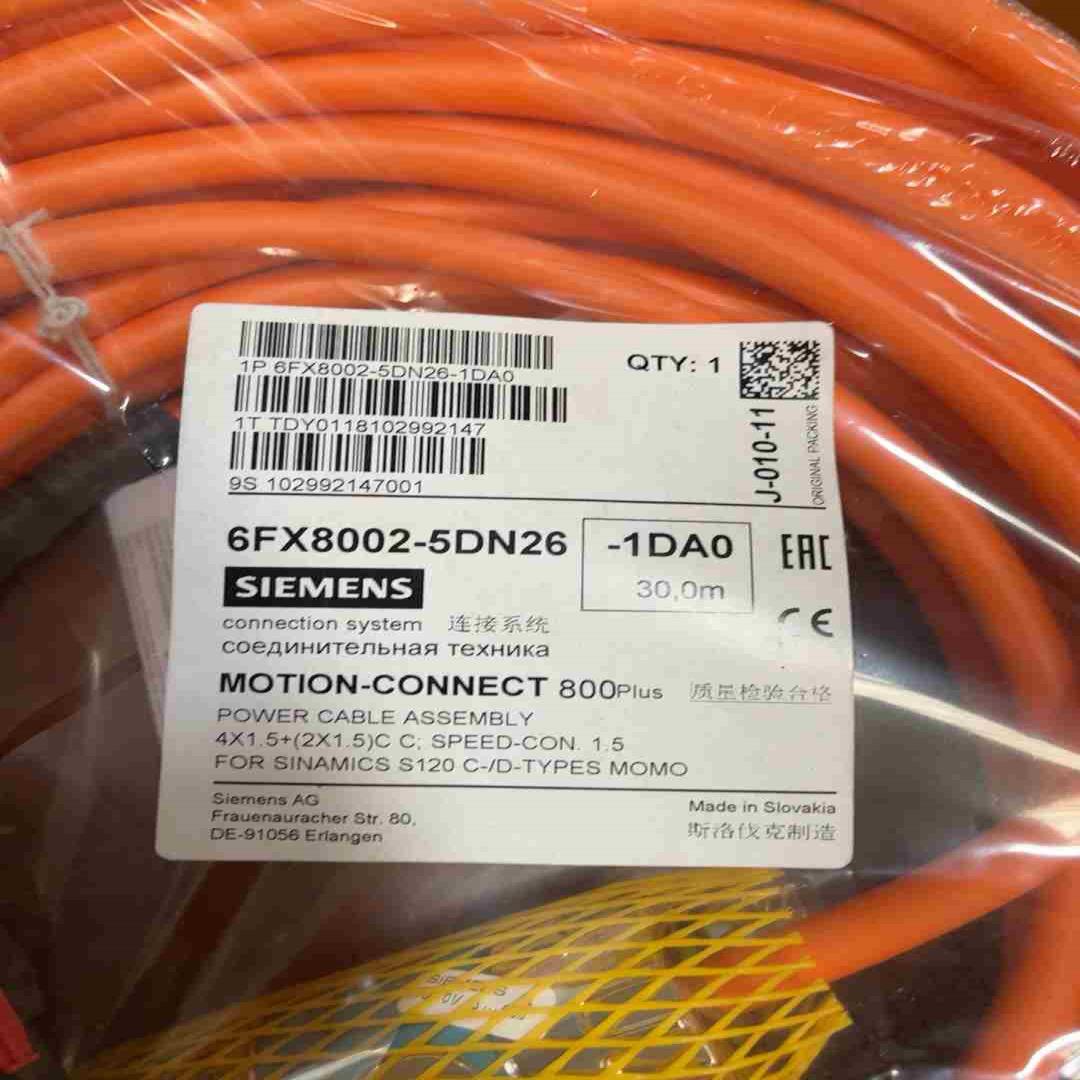 1P 6FX8002-5DN26-1DA0
QTY: 1
1T TDY0118102992147
9S 102992147001
J-010-11
ORIGINAL PACKING
6FX8002-5DN26
-1DA0
30,0m
EAC
SIEMENS
CE
connection system 连接系统
соединительная техника
MOTION-CONNECT 800Plus 质量检验合格
POWER CABLE ASSEMBLY
4X1.5+(2X1.5)C C; SPEED-CON. 1.5
FOR SINAMICS S120 C-/D-TYPES MOMO
Siemens AG
Frauenauracher Str. 80,
DE-91056 Erlangen
Made in Slovakia
斯洛伐克制造